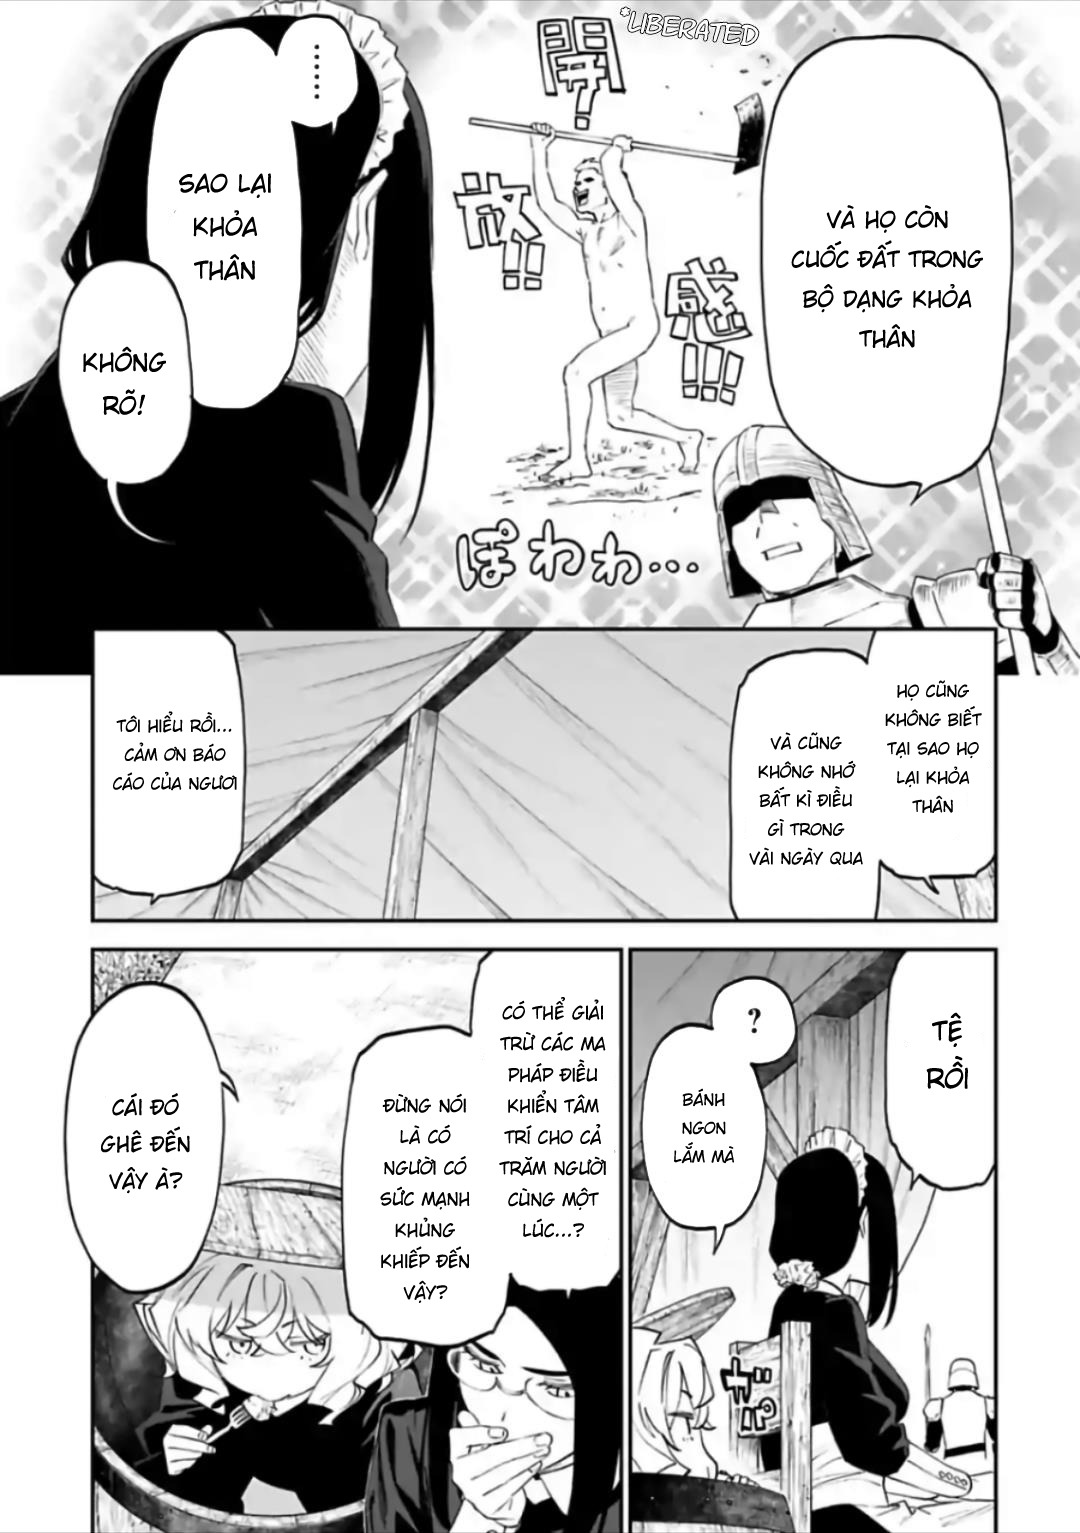 *LIBERATED
開!
放!!
感!!!
VÀ HỌ CÒN
CUỐC ĐẤT TRONG
BỘ DẠNG KHỎA
THÂN
......
SAO LẠI
KHỎA
THÂN
KHÔNG
RÕ!
ぽわわ...
HỌ CŨNG
KHÔNG BIẾT
TẠI SAO HỌ
LẠI KHỎA
THÂN
VÀ CŨNG
KHÔNG NHỚ
BẤT KÌ ĐIỀU
GÌ TRONG
VÀI NGÀY QUA
TÔI HIỂU RỒI...
CẢM ƠN BÁO
CÁO CỦA NGƯƠI
TỆ
RỒI
?
BÁNH
NGON
LẮM MÀ
ガパ
CÓ THỂ GIẢI
TRỪ CÁC MA
PHÁP ĐIỀU
KHIỂN TÂM
TRÍ CHO CẢ
TRĂM NGƯỜI
CÙNG MỘT
LÚC...?
ĐỪNG NÓI
LÀ CÓ
NGƯỜI CÓ
SỨC MẠNH
KHỦNG
KHIẾP ĐẾN
VẬY?
CÁI ĐÓ
GHÊ ĐẾN
VẬY À?